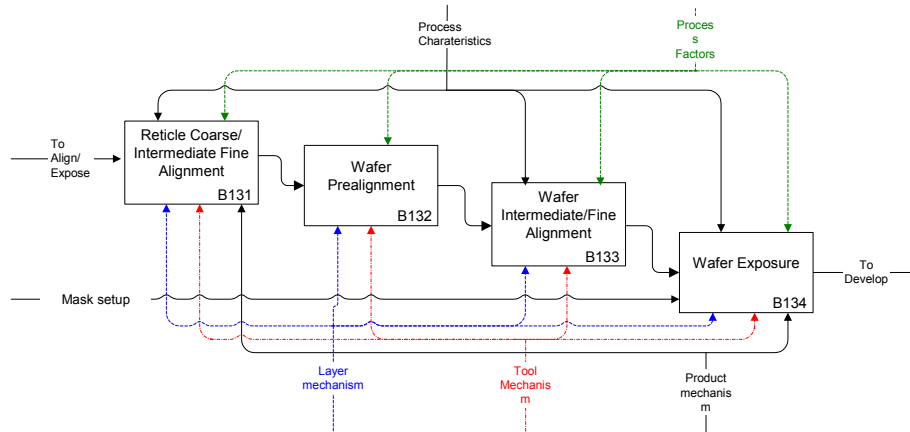 Process
Charateristics
Proces
s
Factors
To
Align/
Expose
Reticle Coarse/
Intermediate Fine
Alignment
B131
Wafer
Prealignment
B132
Wafer
Intermediate/Fine
Alignment
B133
Wafer Exposure
B134
To
Develop
Mask setup
Layer
mechanism
Tool
Mechanis
m
Product
mechanis
m